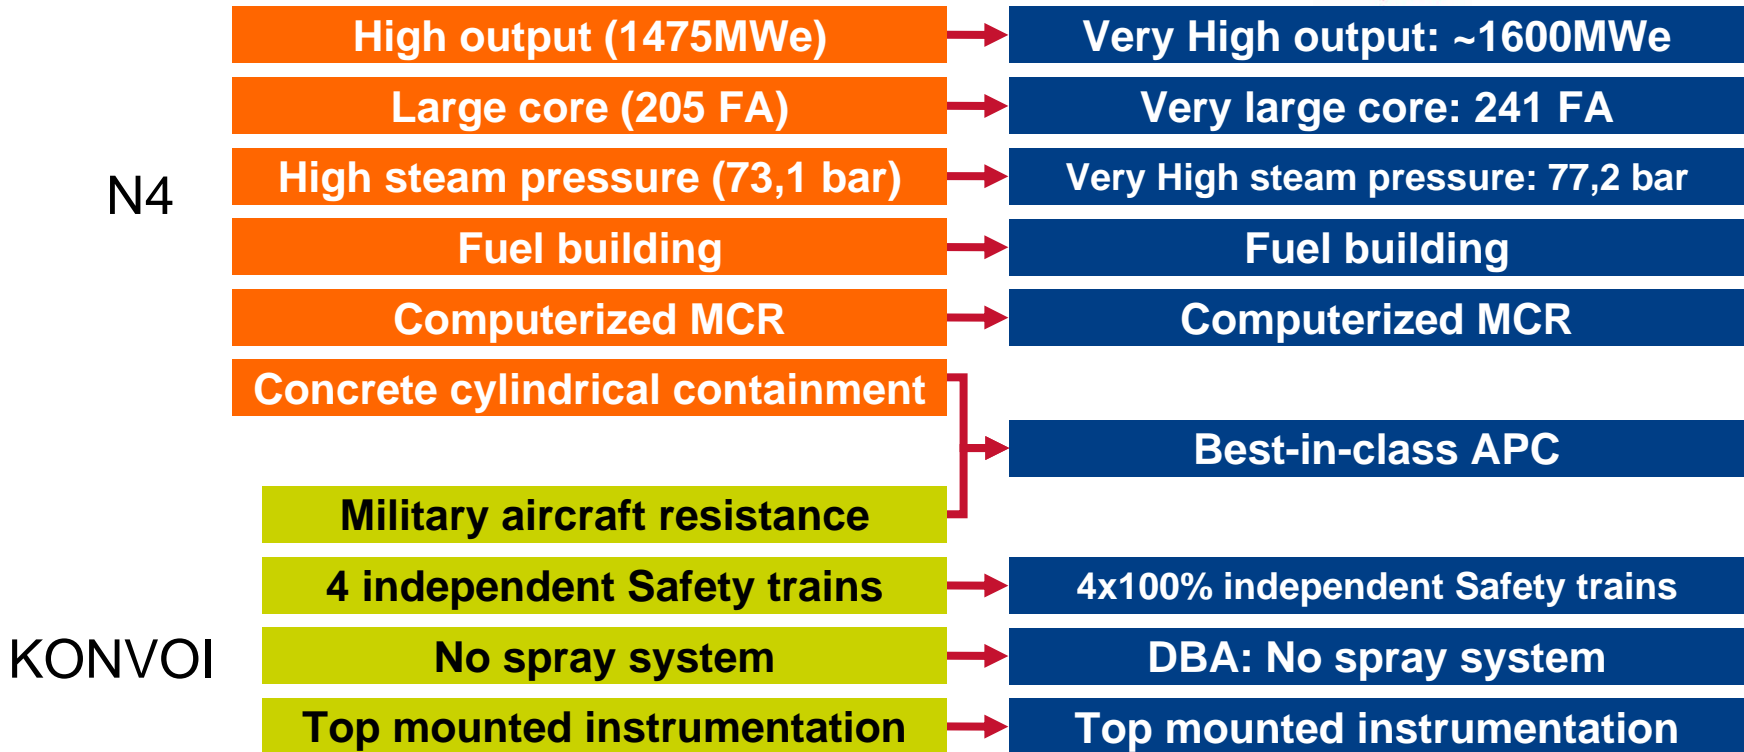 High output (1475MWe)
Very High output: ~1600MWe
Large core (205 FA)
Very large core: 241 FA
High steam pressure (73,1 bar)
Very High steam pressure: 77,2 bar
N4
Fuel building
Fuel building
Computerized MCR
Computerized MCR
Concrete cylindrical containment
Best-in-class APC
Military aircraft resistance
4 independent Safety trains
4x100% independent Safety trains
KONVOI
No spray system
DBA: No spray system
Top mounted instrumentation
Top mounted instrumentation